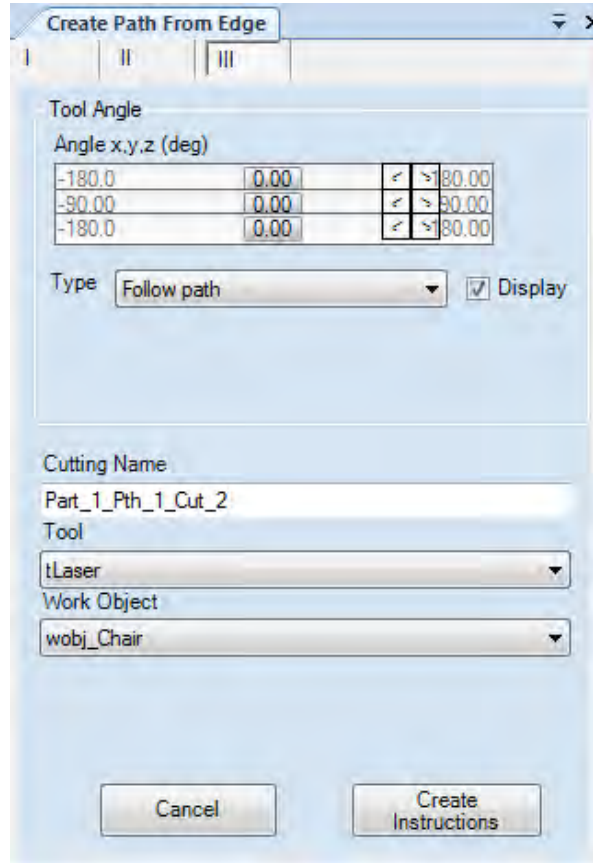 Create Path From Edge
I II III
Tool Angle
Angle x,y,z (deg)
-180.0 0.00 180.00
-90.00 0.00 90.00
-180.0 0.00 180.00
Type Follow path Display
Cutting Name
Part_1_Pth_1_Cut_2
Tool
tLaser
Work Object
wobj_Chair
Cancel Create
Instructions